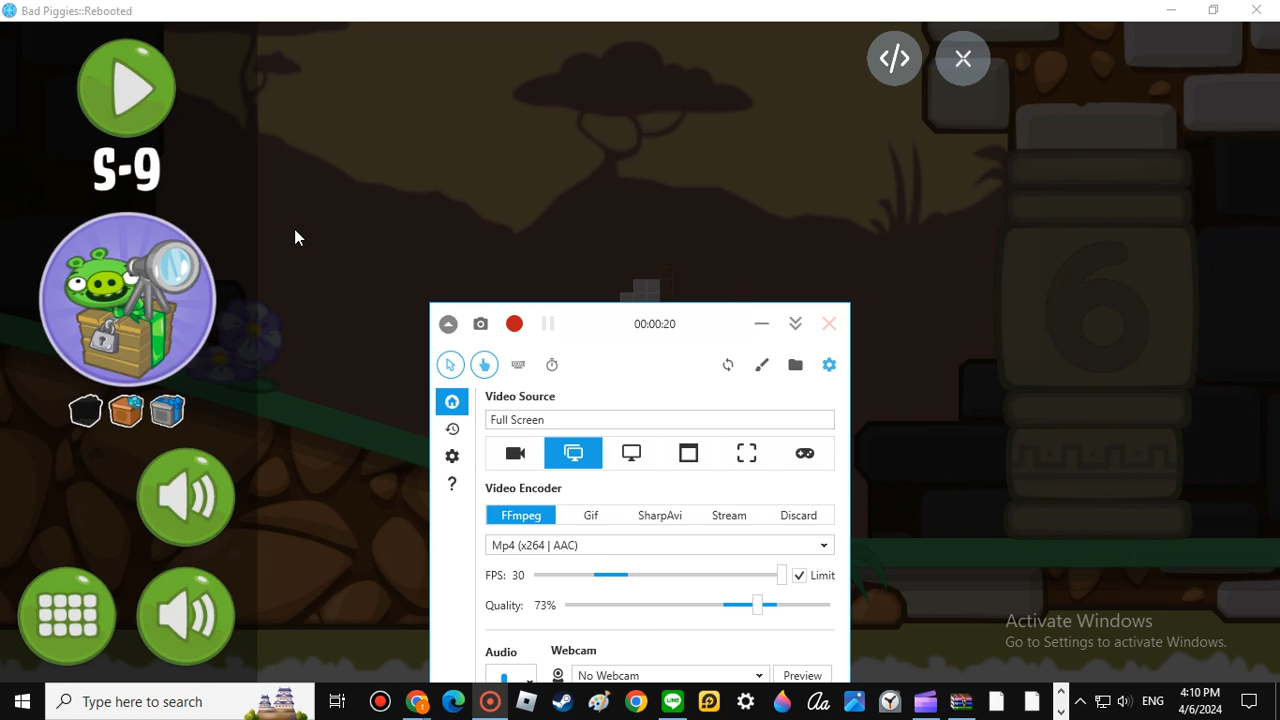 Bad Piggies::Rebooted
</>
S-9
6
00:00:20
Video Source
Full Screen
Video Encoder
FFmpeg Gif SharpAvi Stream Discard
Mp4 (x264 | AAC)
FPS: 30 Limit
Quality: 73%
Audio Webcam
No Webcam Preview
Activate Windows
Go to Settings to activate Windows.
Type here to search
ENG
4:10 PM
4/6/2024